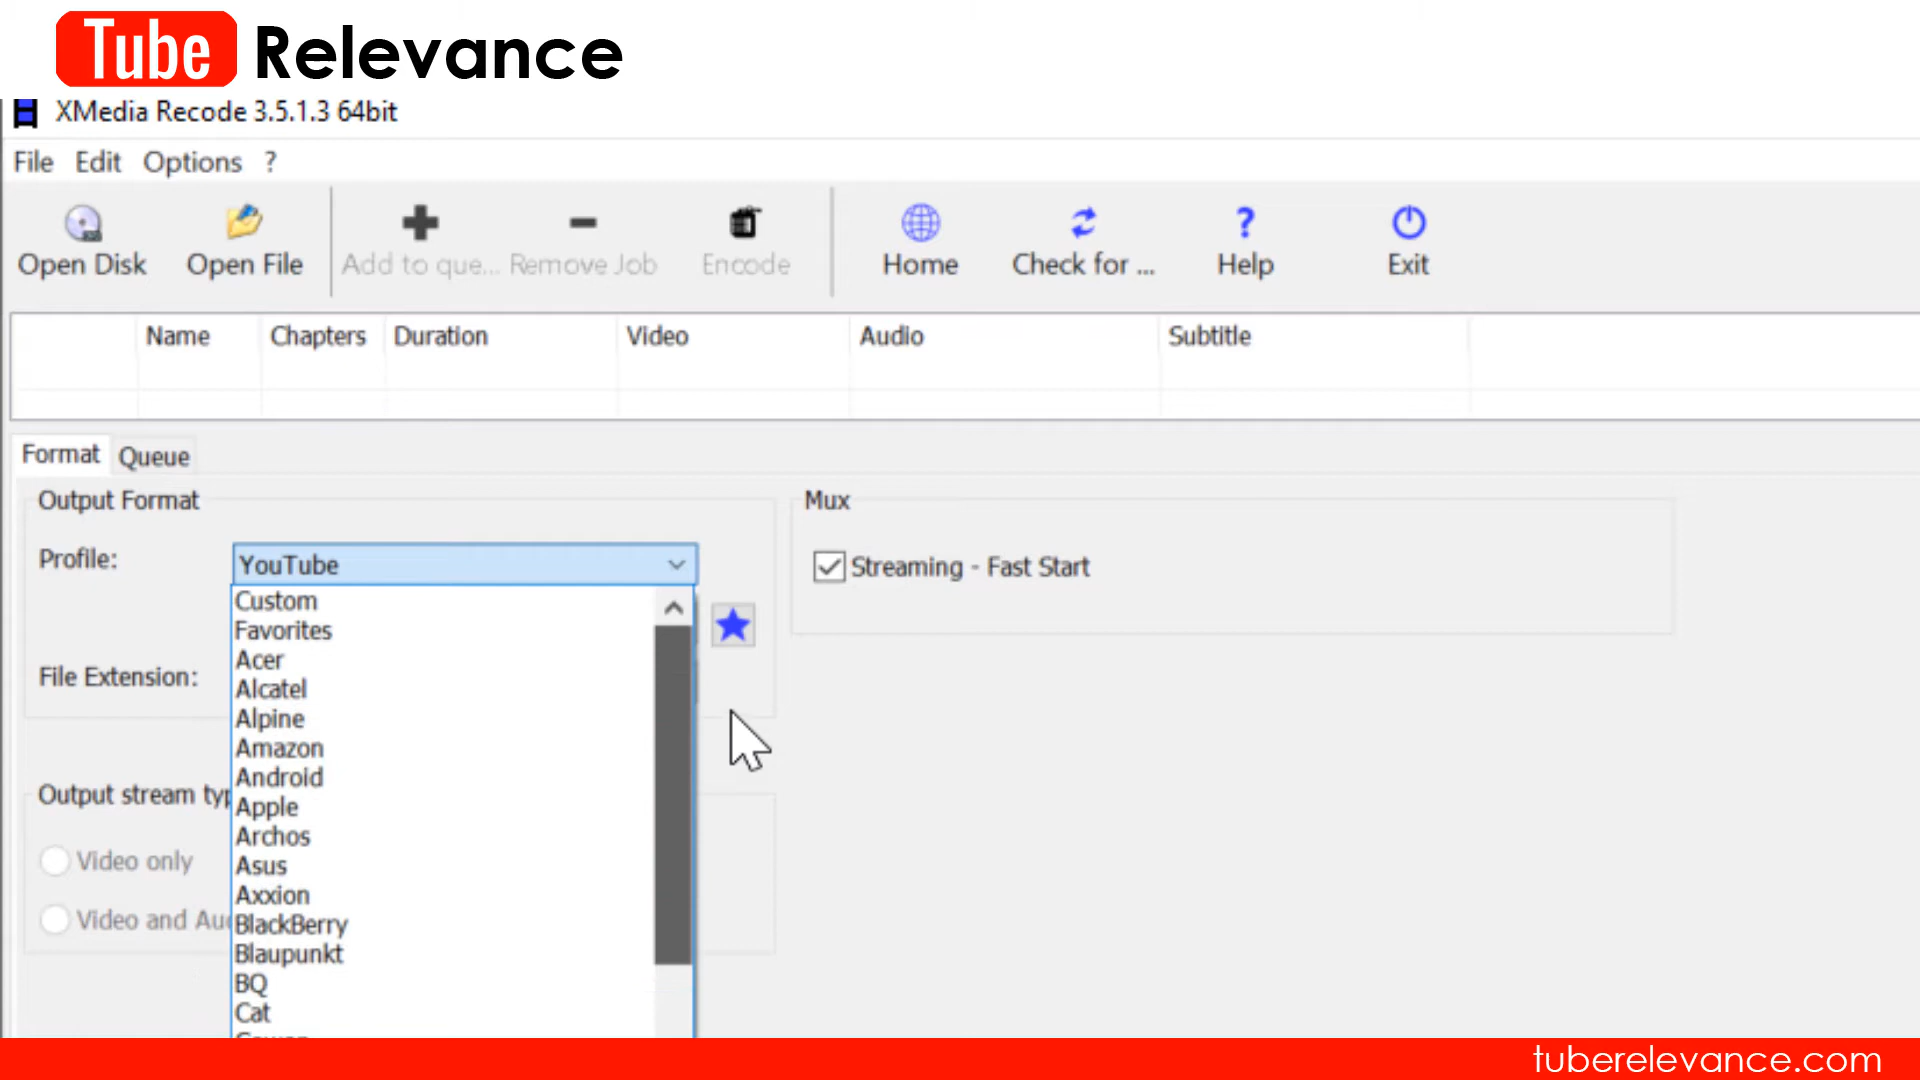 Tube Relevance
XMedia Recode 3.5.1.3 64bit
File Edit Options ?
Open Disk Open File Add to que... Remove Job Encode Home Check for ... Help Exit
Name Chapters Duration Video Audio Subtitle
Format Queue
Output Format
Mux
Profile:
YouTube
Streaming - Fast Start
Custom
Favorites
Acer
File Extension:
Alcatel
Alpine
Amazon
Android
Output stream typ
Apple
Archos
Video only
Asus
Axxion
Video and Au
BlackBerry
Blaupunkt
BQ
Cat
tuberelevance.com